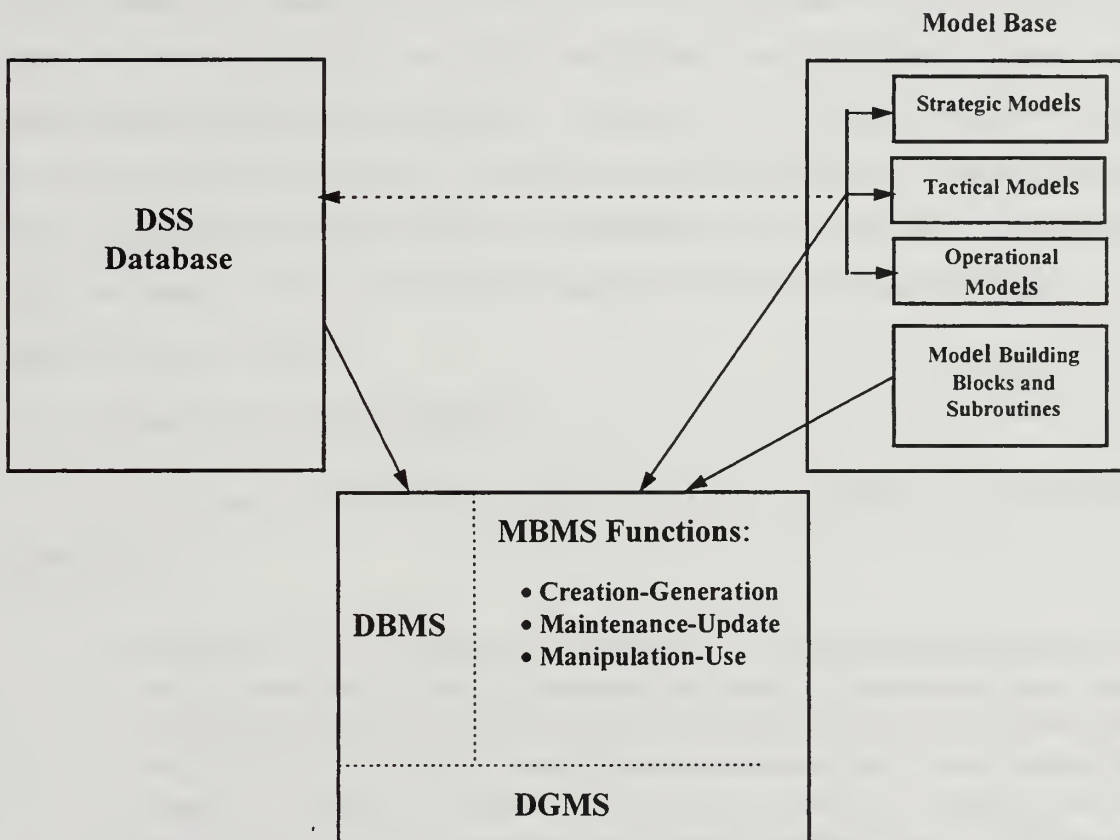 Model Base
Strategic Models
Tactical Models
Operational
Models
Model Building
Blocks and
Subroutines
DSS
Database
MBMS Functions:
• Creation-Generation
• Maintenance-Update
• Manipulation-Use
DBMS
DGMS